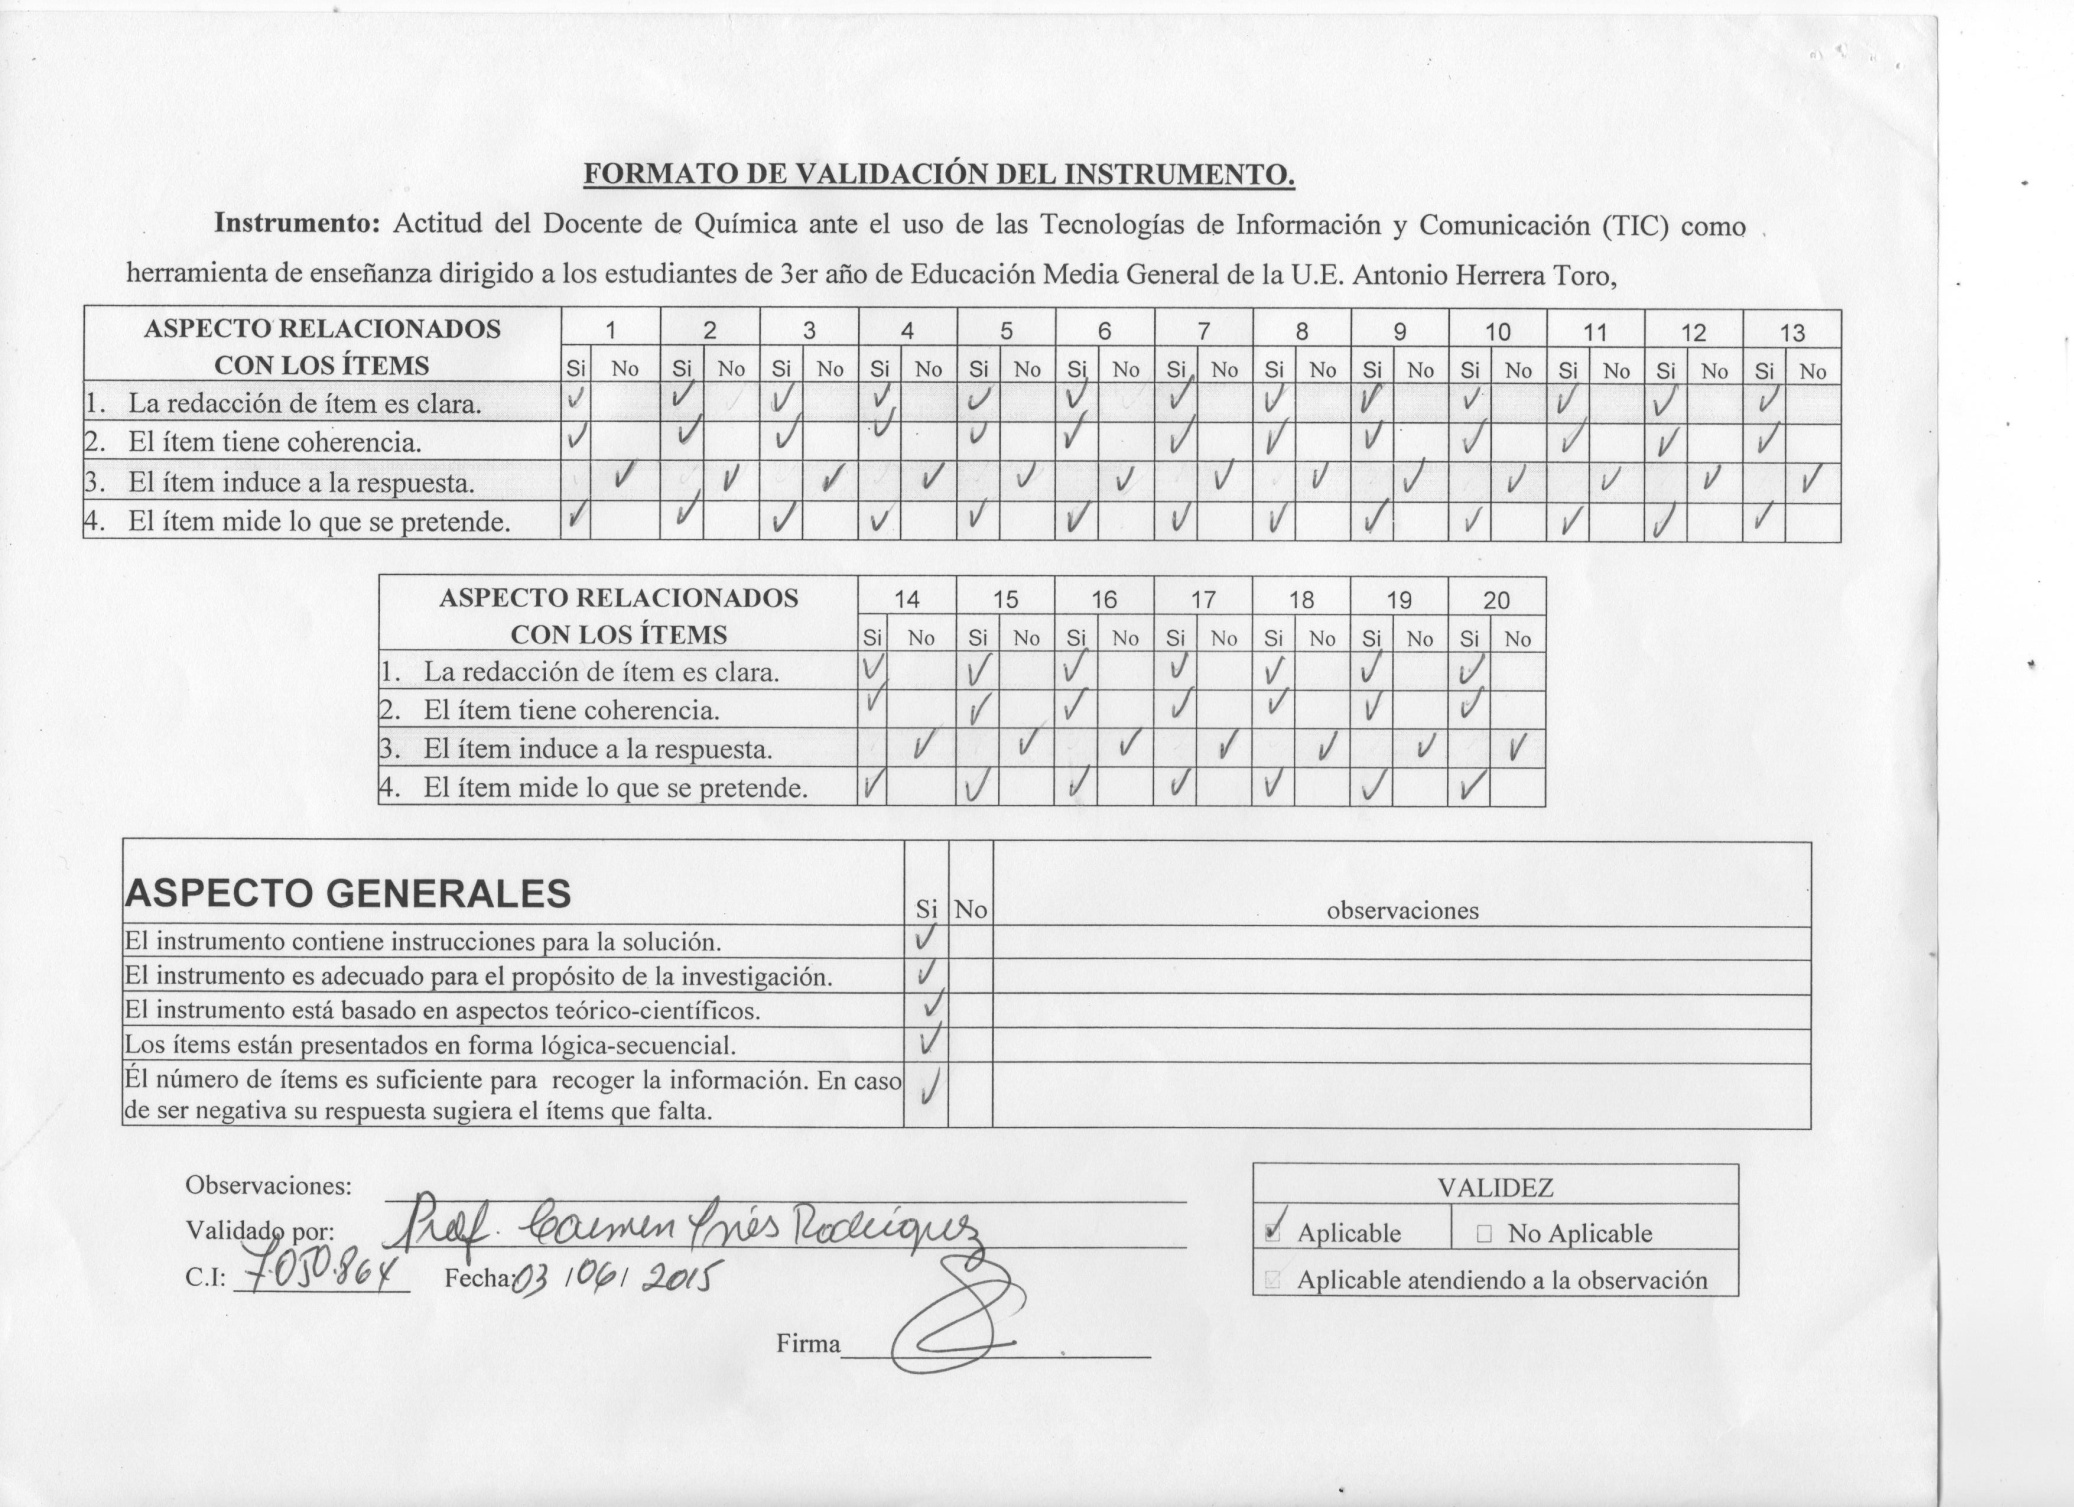 FORMATO DE VALIDACIÓN DEL INSTRUMENTO.
Instrumento: Actitud del Docente de Química ante el uso de las Tecnologías de Información y Comunicación (TIC) como
herramienta de enseñanza dirigido a los estudiantes de 3er año de Educación Media General de la U.E. Antonio Herrera Toro,
ASPECTO RELACIONADOS CON LOS ÍTEMS 1 2 3 4 5 6 7 8 9 10 11 12 13
Si No Si No Si No Si No Si No Si No Si No Si No Si No Si No Si No Si No Si No
1. La redacción de ítem es clara. ✓ ✓ ✓ ✓ ✓ ✓ ✓ ✓ ✓ ✓ ✓ ✓ ✓
2. El ítem tiene coherencia. ✓ ✓ ✓ ✓ ✓ ✓ ✓ ✓ ✓ ✓ ✓ ✓ ✓
3. El ítem induce a la respuesta. ✓ ✓ ✓ ✓ ✓ ✓ ✓ ✓ ✓ ✓ ✓ ✓ ✓
4. El ítem mide lo que se pretende. ✓ ✓ ✓ ✓ ✓ ✓ ✓ ✓ ✓ ✓ ✓ ✓ ✓
ASPECTO RELACIONADOS CON LOS ÍTEMS 14 15 16 17 18 19 20
Si No Si No Si No Si No Si No Si No Si No
1. La redacción de ítem es clara. ✓ ✓ ✓ ✓ ✓ ✓ ✓
2. El ítem tiene coherencia. ✓ ✓ ✓ ✓ ✓ ✓ ✓
3. El ítem induce a la respuesta. ✓ ✓ ✓ ✓ ✓ ✓ ✓
4. El ítem mide lo que se pretende. ✓ ✓ ✓ ✓ ✓ ✓ ✓
ASPECTO GENERALES Si No observaciones
El instrumento contiene instrucciones para la solución. ✓
El instrumento es adecuado para el propósito de la investigación. ✓
El instrumento está basado en aspectos teórico-científicos. ✓
Los ítems están presentados en forma lógica-secuencial. ✓
Él número de ítems es suficiente para recoger la información. En caso ✓
de ser negativa su respuesta sugiera el ítems que falta.
Observaciones:
Validado por: Prof. Carmen Inés Rodríguez
C.I: 7.050.864 Fecha: 03 /06/ 2015
Firma
VALIDEZ
✓ Aplicable □ No Aplicable
Aplicable atendiendo a la observación